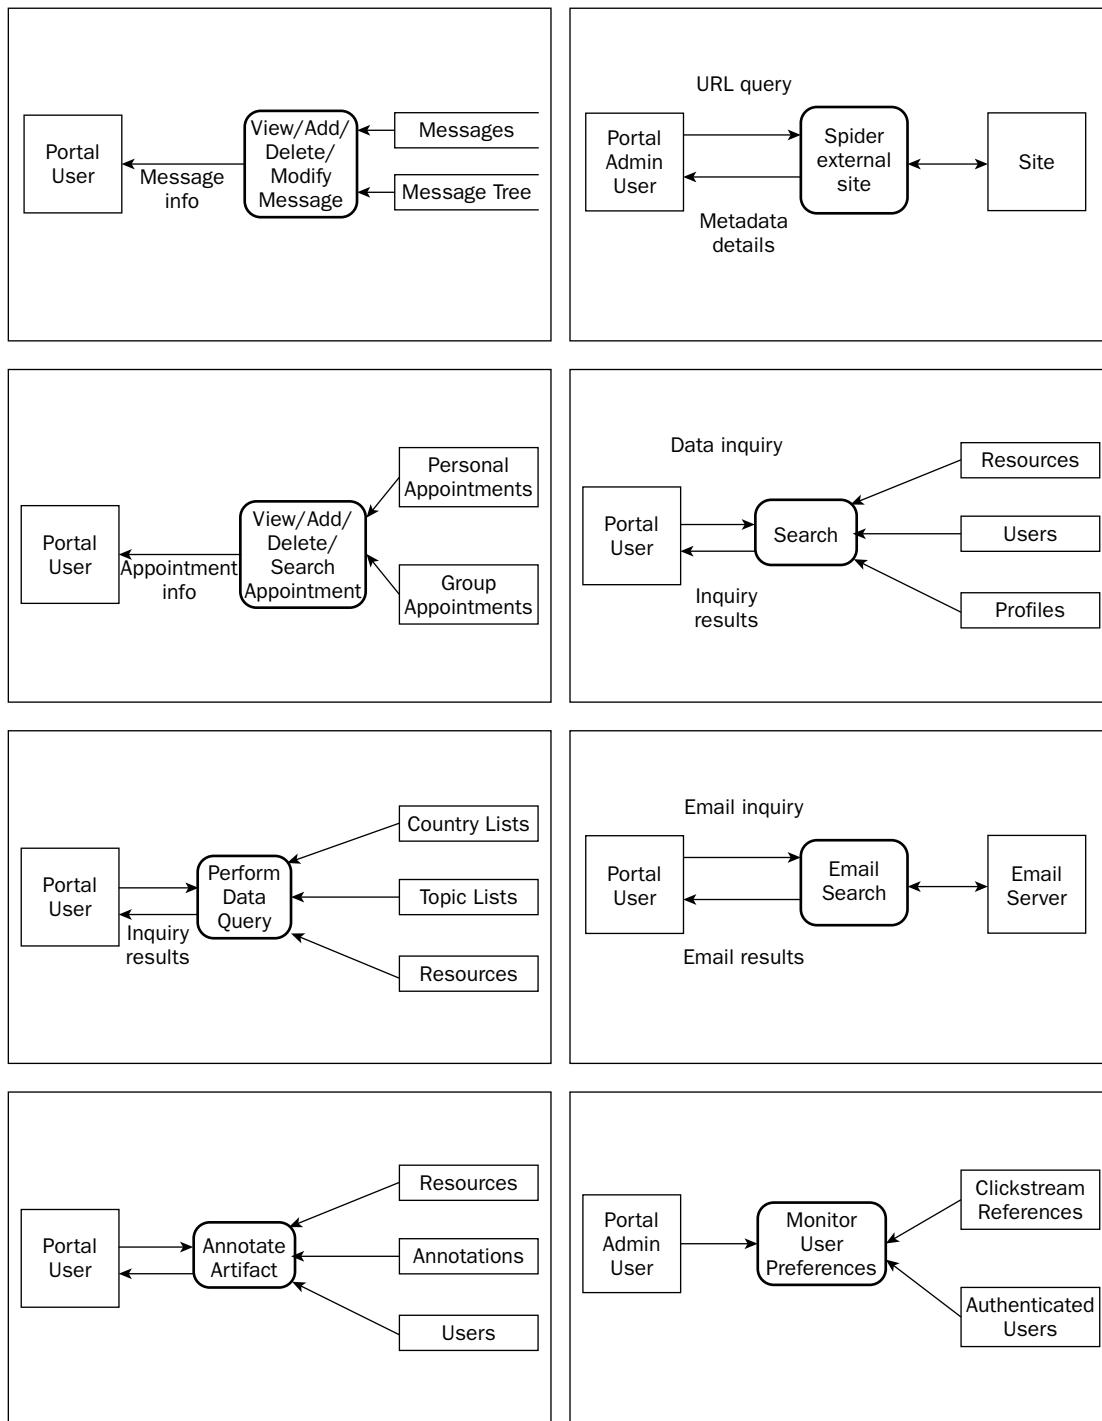 Portal
User
Message
info
View/Add/
Delete/
Modify
Message
Messages
Message Tree
URL query
Portal
Admin
User
Spider
external
site
Site
Metadada
details
Portal
User
Appointment
info
View/Add/
Delete/
Search
Appointment
Personal
Appointments
Group
Appointments
Data inquiry
Portal
User
Search
Inquiry
results
Resources
Users
Profiles
Portal
User
Inquiry
results
Perform
Data
Query
Country Lists
Topic Lists
Resources
Email inquiry
Portal
User
Email
Search
Email
Server
Email results
Portal
User
Annotate
Artifact
Resources
Annotations
Users
Portal
Admin
User
Monitor
User
Preferences
Clickstream
References
Authenticated
Users